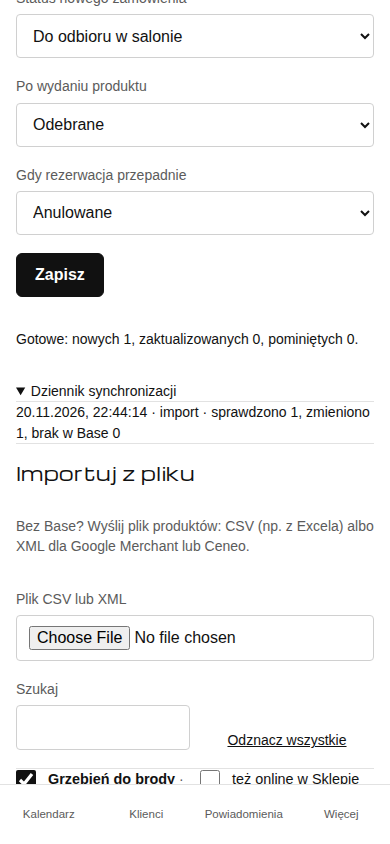 Status nowego zamówienia
Do odbioru w salonie
Po wydaniu produktu
Odebrane
Gdy rezerwacja przepadnie
Anulowane
Zapisz
Gotowe: nowych 1, zaktualizowanych 0, pominiętych 0.
▼ Dziennik synchronizacji
20.11.2026, 22:44:14 · import · sprawdzono 1, zmieniono
1, brak w Base 0
Importuj z pliku
Bez Base? Wyślij plik produktów: CSV (np. z Excela) albo
XML dla Google Merchant lub Ceneo.
Plik CSV lub XML
Choose File No file chosen
Szukaj
Odznacz wszystkie
Grzebień do brody · też online w Sklepie
Kalendarz Klienci Powiadomienia Więcej